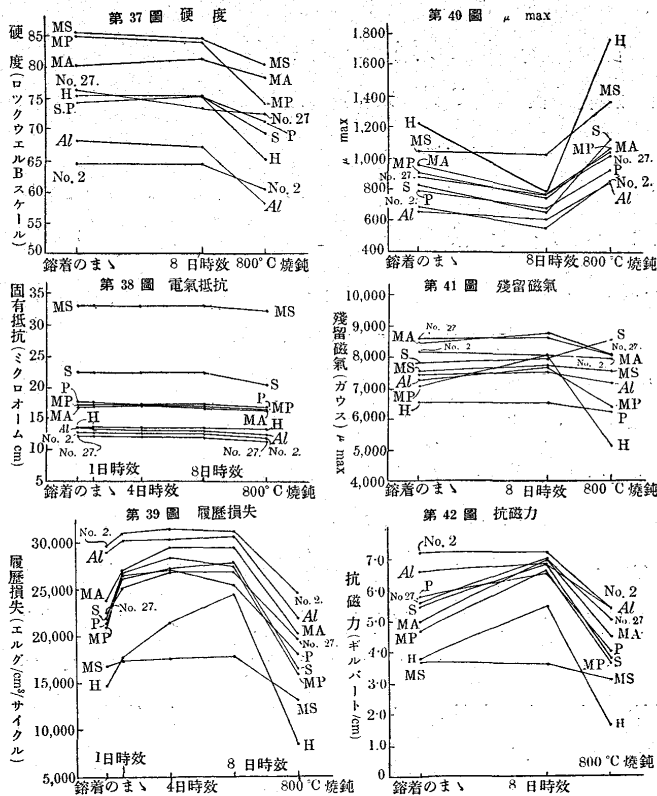 第 37 圖 硬 度
硬度(ロックウエルBスケール)
85
80
75
71
65
60
55
50
MS
MP
MA
No. 27.
H
S.P
Al
No.2
MS
MA
MP
No.27
P
S
H
No.2
Al
鎔着のまゝ 8日時效 800°C 燒鈍
第 40 圖 μ max
μ max
1.800
1.600
1.400
1.200
1.000
800
600
400
H
MS
MP
MA
No. 27.
S
P
No. 2.
Al
H
MS
S
MP
MA
No. 27.
P
No.2.
Al
鎔着のまゝ 8 日時效 800°C 燒鈍
第 38 圖 電氣抵抗
固有抵抗(ミクロオーム cm)
35
30
25
20
15
10
5
MS
S
P
MP
MA
H
Al
No. 2.
No. 27.
MS
S
P
MP
MA
H
Al
No. 27.
No. 2.
1日時效 8日時效
鎔着のまゝ 4日時效 800°C 燒鈍
第 41 圖 殘留磁氣
殘留磁氣(ガウス) μ max
10,000
9,000
8,000
7,000
6,000
5,000
4,000
MA
No. 27
No. 2
S
MS
Al
MP
H
S
No. 27.
MA
No. 2.
MS
Al
MP
P
H
鎔着のまゝ 8 日時效 800°C 燒鈍
第 39 圖 履歷損失
履歷損失(エルグ/cm³/サイクル)
30,000
25,000
20,000
15,000
10,000
5,000
No. 2.
Al
MA
S
No. 27.
P
MP
MS
H
No. 2.
Al
MA
No. 27.
P
S
MP
MS
H
1日時效 8 日時效
鎔着のまゝ 4日時效 800°C 燒鈍
第 42 圖 抗磁力
抗磁力(ギルバート/cm)
7·0
6·0
5·0
4·0
3·0
2·0
1.0
0
No. 2
Al
P
No27
S
MA
MP
H
MS
No.2
Al
No.27
MA
P
S
MP
MS
H
800°C 燒鈍
鎔着のまゝ 8 日時效